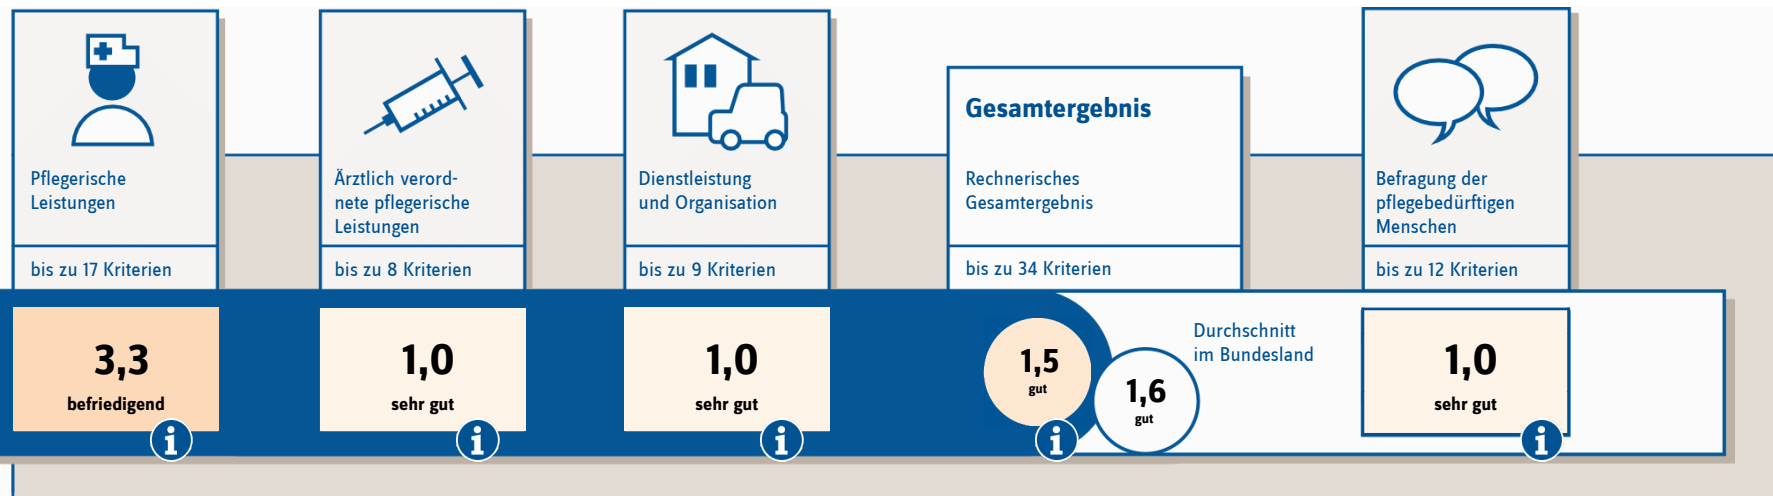 Pflegerische
Leistungen
bis zu 17 Kriterien
3,3
befriedigend
i
Ärztlich verord-
nete pflegerische
Leistungen
bis zu 8 Kriterien
1,0
sehr gut
i
Dienstleistung
und Organisation
bis zu 9 Kriterien
1,0
sehr gut
i
Gesamtergebnis
Rechnerisches
Gesamtergebnis
bis zu 34 Kriterien
1,5
gut
i
1,6
gut
Durchschnitt
im Bundesland
Befragung der
pflegebedürftigen
Menschen
bis zu 12 Kriterien
1,0
sehr gut
i